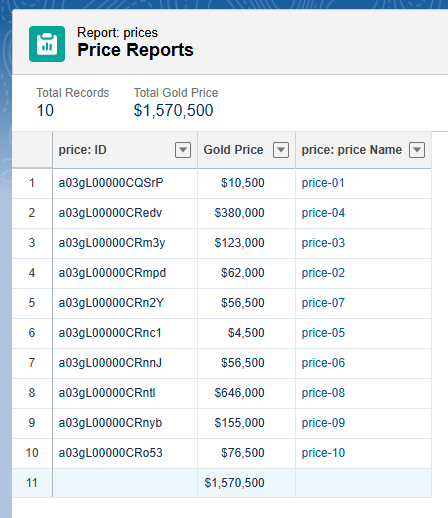 Report: prices
Price Reports
Total Records Total Gold Price
10 $1,570,500
price: ID Gold Price price: price Name
1 a03gL00000CQSrP $10,500 price-01
2 a03gL00000CRedv $380,000 price-04
3 a03gL00000CRm3y $123,000 price-03
4 a03gL00000CRmpd $62,000 price-02
5 a03gL00000CRn2Y $56,500 price-07
6 a03gL00000CRnc1 $4,500 price-05
7 a03gL00000CRnnJ $56,500 price-06
8 a03gL00000CRntl $646,000 price-08
9 a03gL00000CRnyb $155,000 price-09
10 a03gL00000CRo53 $76,500 price-10
11 $1,570,500